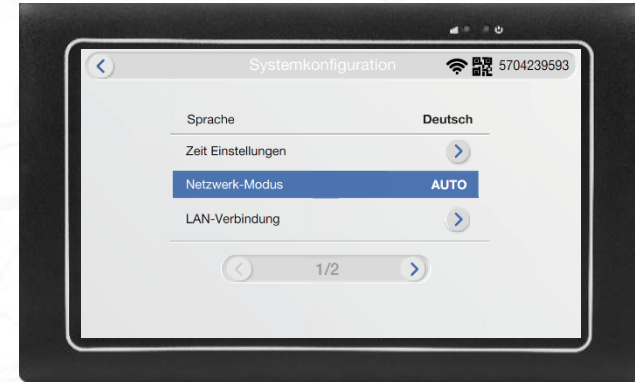 Systemkonfiguration 5704239593
Sprache Deutsch
Zeit Einstellungen
Netzwerk-Modus AUTO
LAN-Verbindung
1/2